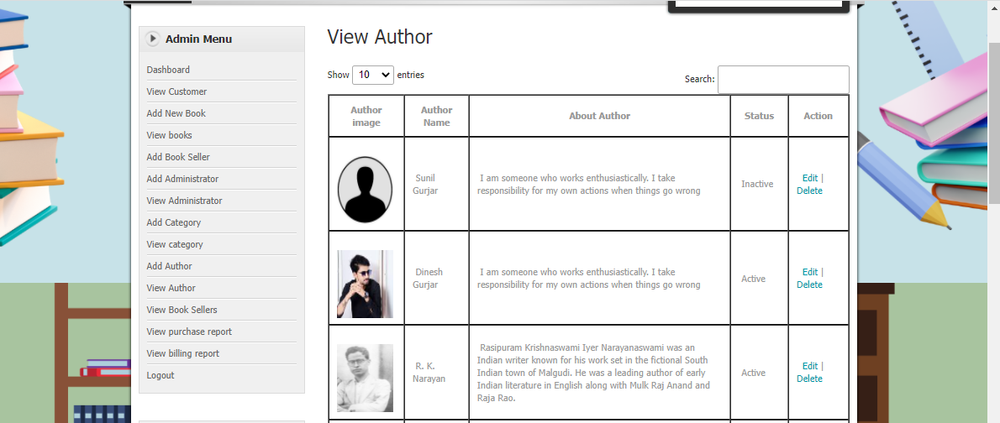 Admin Menu
Dashboard
View Customer
Add New Book
View books
Add Book Seller
Add Administrator
View Administrator
Add Category
View category
Add Author
View Author
View Book Sellers
View purchase report
View billing report
Logout
View Author
Show 10 entries
Search:
Author
image
Author
Name
About Author
Status
Action
Sunil
Gurjar
I am someone who works enthusiastically. I take
responsibility for my own actions when things go wrong
Inactive
Edit |
Delete
Dinesh
Gurjar
I am someone who works enthusiastically. I take
responsibility for my own actions when things go wrong
Active
Edit |
Delete
R. K.
Narayan
Rasipuram Krishnaswami Iyer Narayanaswami was an
Indian writer known for his work set in the fictional South
Indian town of Malgudi. He was a leading author of early
Indian literature in English along with Mulk Raj Anand and
Raja Rao.
Active
Edit |
Delete